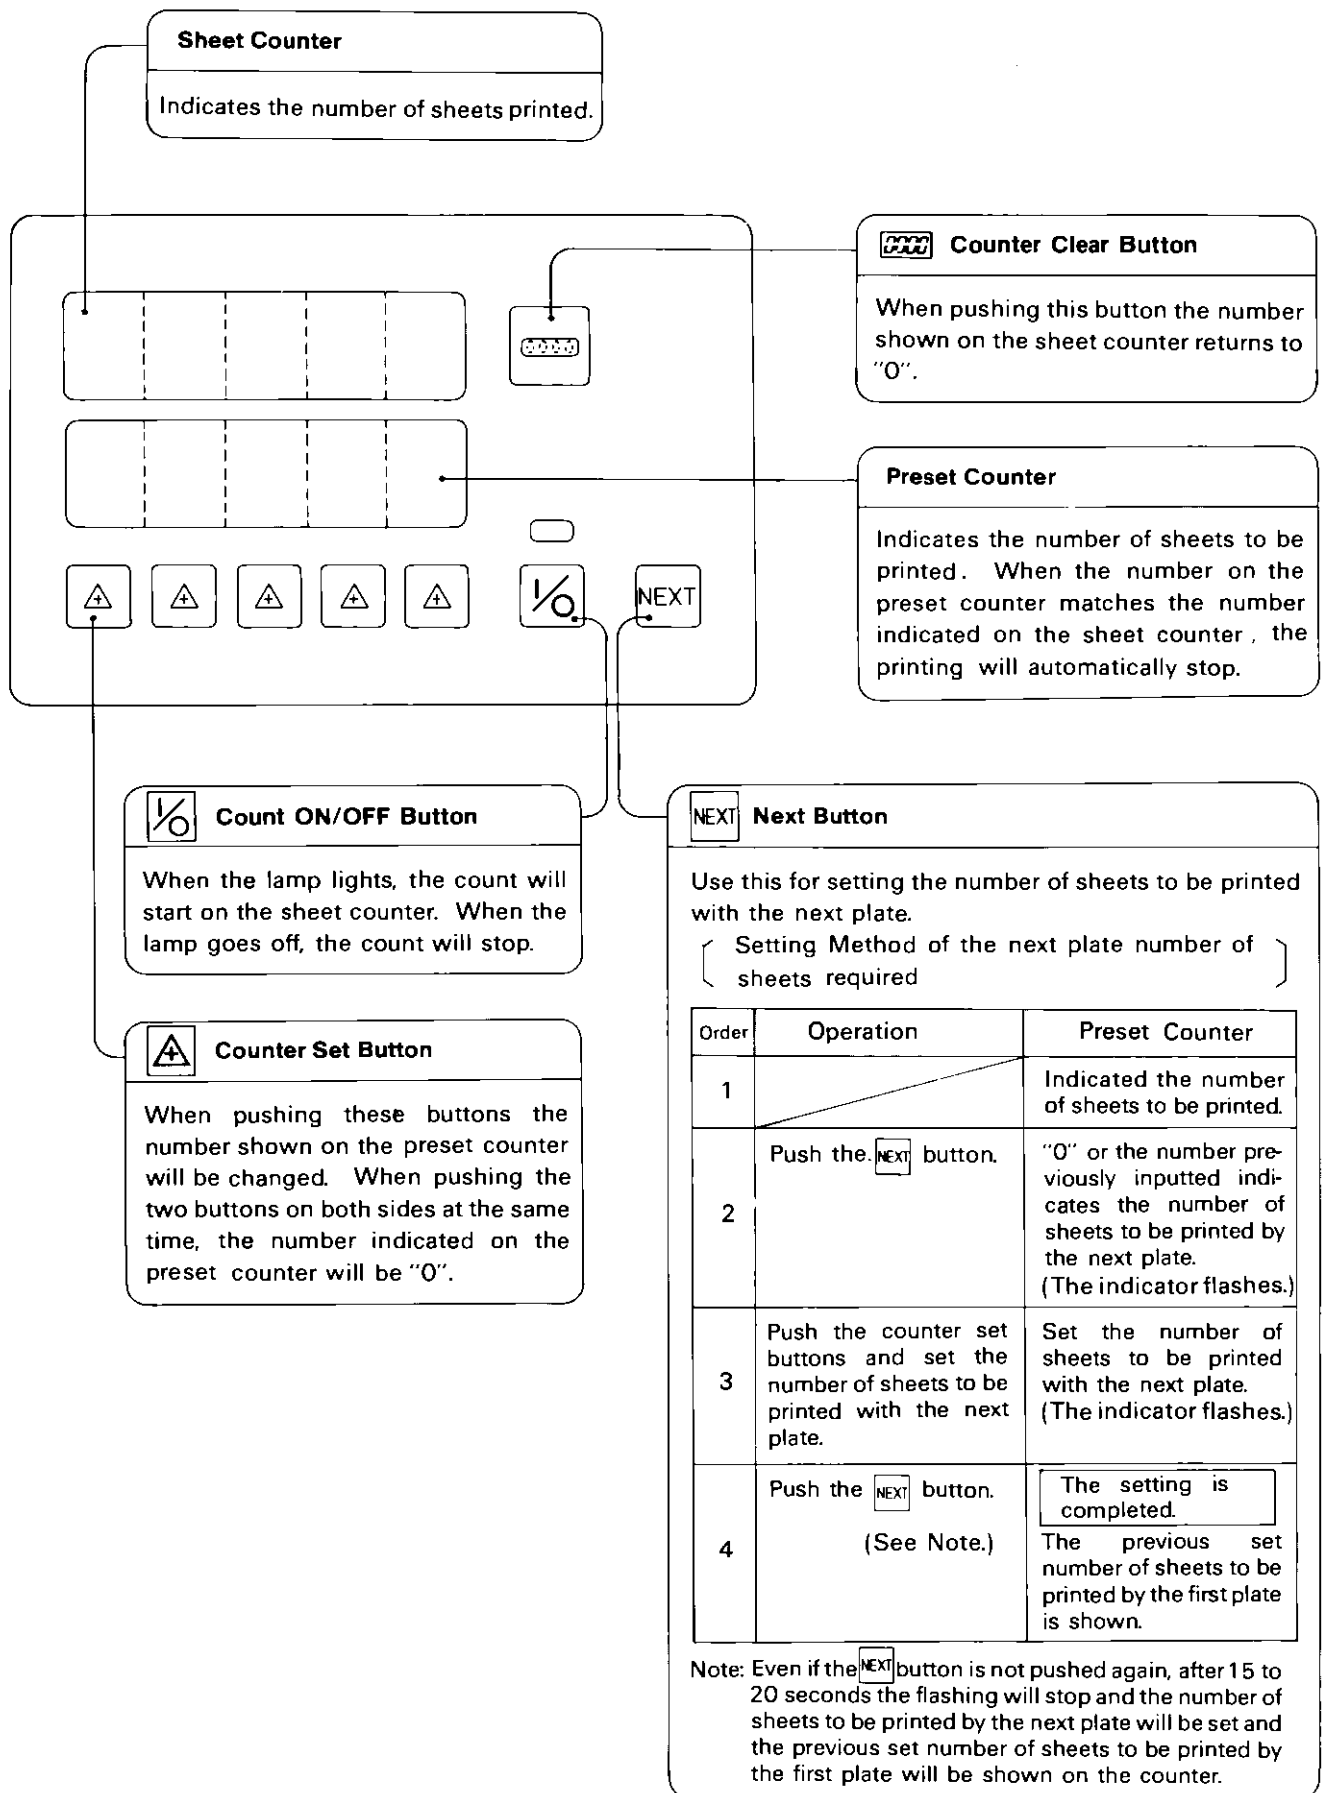 Sheet Counter
Indicates the number of sheets printed.
Counter Clear Button
When pushing this button the number
shown on the sheet counter returns to
"0".
Preset Counter
Indicates the number of sheets to be
printed. When the number on the
preset counter matches the number
indicated on the sheet counter, the
printing will automatically stop.
I/O
NEXT
I/O Count ON/OFF Button
When the lamp lights, the count will
start on the sheet counter. When the
lamp goes off, the count will stop.
+ Counter Set Button
When pushing these buttons the
number shown on the preset counter
will be changed. When pushing the
two buttons on both sides at the same
time, the number indicated on the
preset counter will be "0".
NEXT Next Button
Use this for setting the number of sheets to be printed
with the next plate.
Setting Method of the next plate number of
sheets required
Order Operation Preset Counter
1
Indicated the number
of sheets to be printed.
2
Push the. NEXT button.
"0" or the number pre-
viously inputted indi-
cates the number of
sheets to be printed by
the next plate.
(The indicator flashes.)
3
Push the counter set
buttons and set the
number of sheets to be
printed with the next
plate.
Set the number of
sheets to be printed
with the next plate.
(The indicator flashes.)
4
Push the NEXT button.
(See Note.)
The setting is
completed.
The previous set
number of sheets to be
printed by the first plate
is shown.
Note: Even if the NEXT button is not pushed again, after 15 to
20 seconds the flashing will stop and the number of
sheets to be printed by the next plate will be set and
the previous set number of sheets to be printed by
the first plate will be shown on the counter.